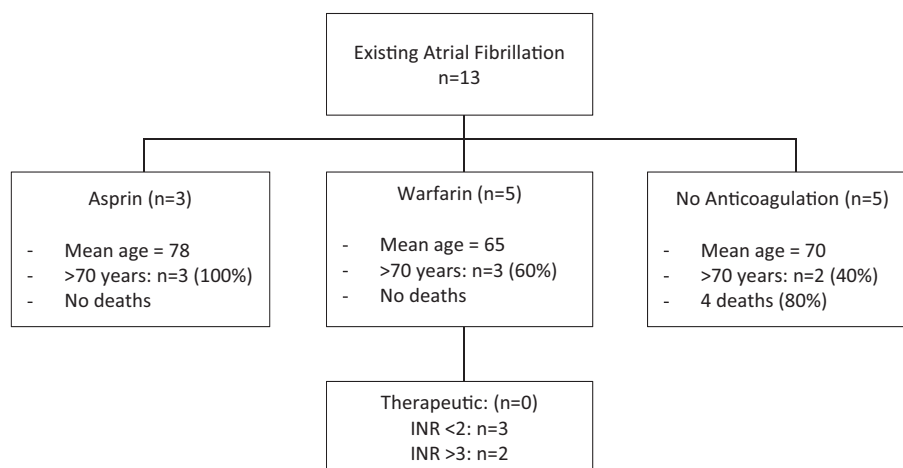 Existing Atrial Fibrillation
n=13
Asprin (n=3)
- Mean age = 78
- >70 years: n=3 (100%)
- No deaths
Warfarin (n=5)
- Mean age = 65
- >70 years: n=3 (60%)
- No deaths
No Anticoagulation (n=5)
- Mean age = 70
- >70 years: n=2 (40%)
- 4 deaths (80%)
Therapeutic: (n=0)
INR <2: n=3
INR >3: n=2